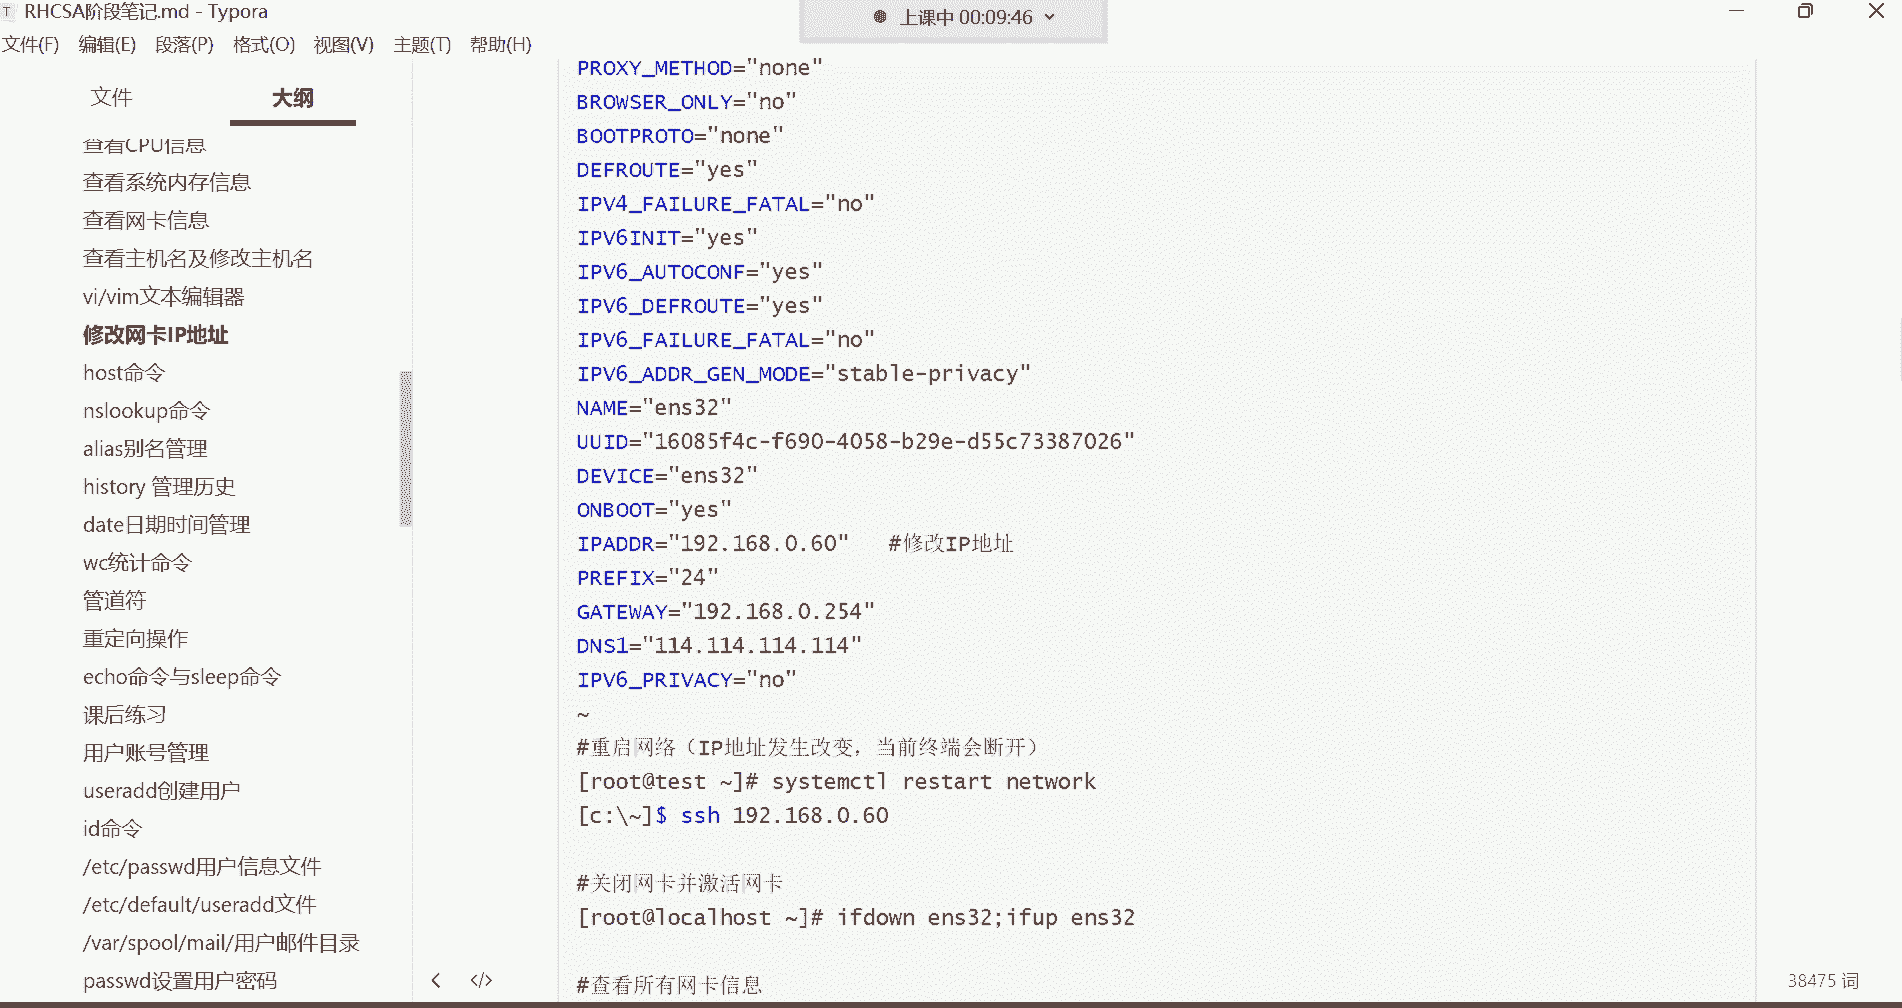 RHCSA阶段笔记.md - Typora
上课中 00:09:46
文件(F) 编辑(E) 段落(P) 格式(O) 视图(V) 主题(T) 帮助(H)
文件 大纲
查看CPU信息
查看系统内存信息
查看网卡信息
查看主机名及修改主机名
vi/vim文本编辑器
修改网卡IP地址
host命令
nslookup命令
alias别名管理
history 管理历史
date日期时间管理
wc统计命令
管道符
重定向操作
echo命令与sleep命令
课后练习
用户账号管理
useradd创建用户
id命令
/etc/passwd用户信息文件
/etc/default/useradd文件
/var/spool/mail/用户邮件目录
passwd设置用户密码
PROXY_METHOD="none"
BROWSER_ONLY="no"
BOOTPROTO="none"
DEFROUTE="yes"
IPV4_FAILURE_FATAL="no"
IPV6INIT="yes"
IPV6_AUTOCONF="yes"
IPV6_DEFROUTE="yes"
IPV6_FAILURE_FATAL="no"
IPV6_ADDR_GEN_MODE="stable-privacy"
NAME="ens32"
UUID="16085f4c-f690-4058-b29e-d55c73387026"
DEVICE="ens32"
ONBOOT="yes"
IPADDR="192.168.0.60" #修改IP地址
PREFIX="24"
GATEWAY="192.168.0.254"
DNS1="114.114.114.114"
IPV6_PRIVACY="no"
~
#重启网络（IP地址发生改变，当前终端会断开）
[root@test ~]# systemctl restart network
[c:\~]$ ssh 192.168.0.60
#关闭网卡并激活网卡
[root@localhost ~]# ifdown ens32;ifup ens32
#查看所有网卡信息
38475 词